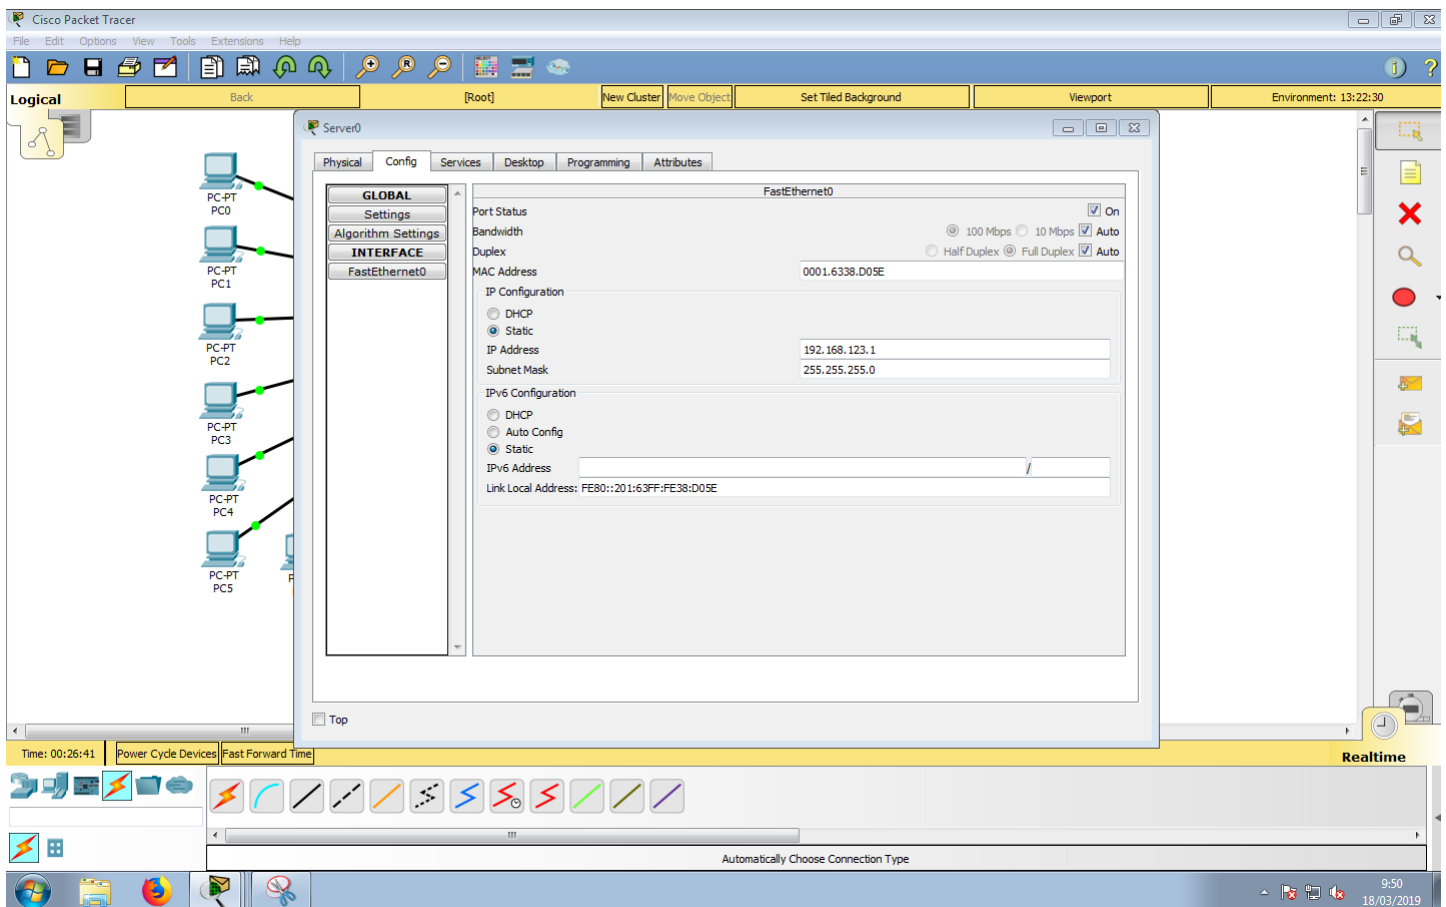 Cisco Packet Tracer
File Edit Options View Tools Extensions Help
Logical Back [Root] New Cluster Move Object Set Tiled Background Viewport Environment: 13:22:30
Server0
Physical Config Services Desktop Programming Attributes
GLOBAL
Settings
Algorithm Settings
INTERFACE
FastEthernet0
FastEthernet0
Port Status On
Bandwidth 100 Mbps 10 Mbps Auto
Duplex Half Duplex Full Duplex Auto
MAC Address 0001.6338.D05E
IP Configuration
DHCP
Static
IP Address 192.168.123.1
Subnet Mask 255.255.255.0
IPv6 Configuration
DHCP
Auto Config
Static
IPv6 Address /
Link Local Address: FE80::201:63FF:FE38:D05E
Top
PC-PT
PC0
PC-PT
PC1
PC-PT
PC2
PC-PT
PC3
PC-PT
PC4
PC-PT
PC5
Time: 00:26:41 Power Cycle Devices Fast Forward Time Realtime
Automatically Choose Connection Type
9:50
18/03/2019